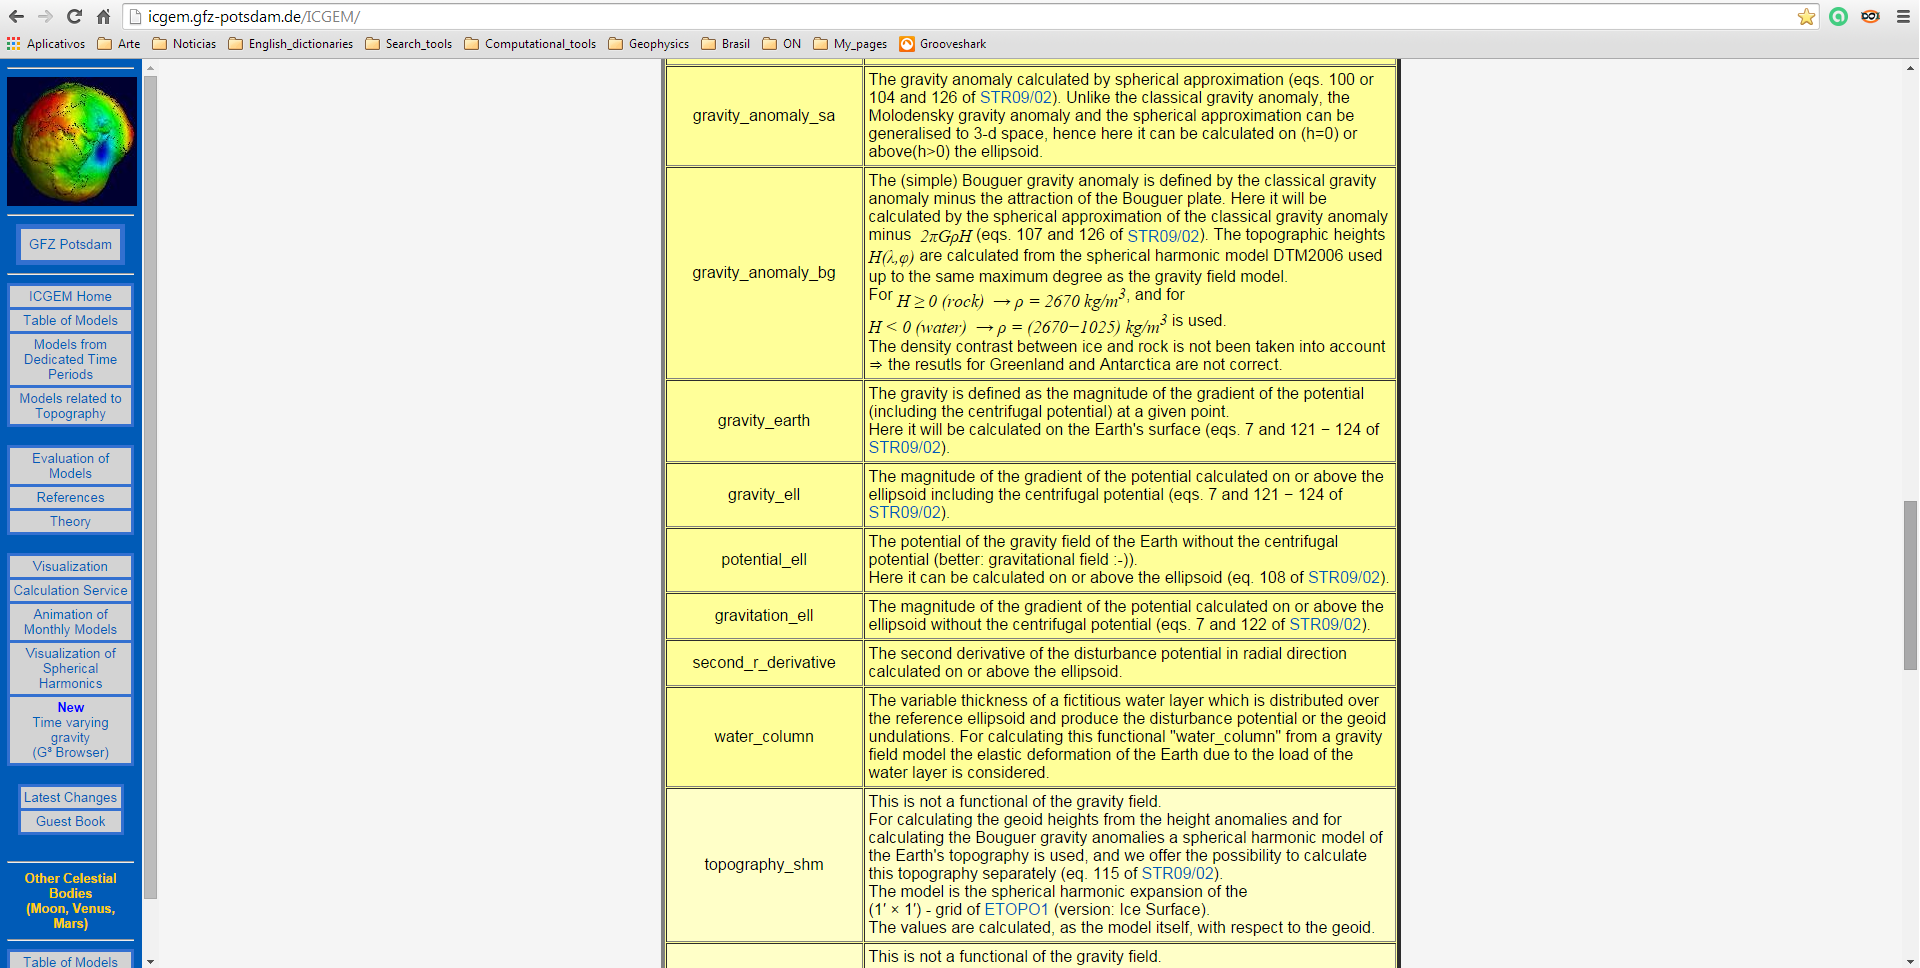 icgem.gfz-potsdam.de/ICGEM/
Aplicativos Arte Noticias English_dictionaries Search_tools Computational_tools Geophysics Brasil ON My_pages Grooveshark
GFZ Potsdam
ICGEM Home
Table of Models
Models from
Dedicated Time
Periods
Models related to
Topography
Evaluation of
Models
References
Theory
Visualization
Calculation Service
Animation of
Monthly Models
Visualization of
Spherical
Harmonics
New
Time varying
gravity
(G³ Browser)
Latest Changes
Guest Book
Other Celestial
Bodies
(Moon, Venus,
Mars)
Table of Models
gravity_anomaly_sa
The gravity anomaly calculated by spherical approximation (eqs. 100 or
104 and 126 of STR09/02). Unlike the classical gravity anomaly, the
Molodensky gravity anomaly and the spherical approximation can be
generalised to 3-d space, hence here it can be calculated on (h=0) or
above(h>0) the ellipsoid.
gravity_anomaly_bg
The (simple) Bouguer gravity anomaly is defined by the classical gravity
anomaly minus the attraction of the Bouguer plate. Here it will be
calculated by the spherical approximation of the classical gravity anomaly
minus 2πGρH (eqs. 107 and 126 of STR09/02). The topographic heights
H(λ,φ) are calculated from the spherical harmonic model DTM2006 used
up to the same maximum degree as the gravity field model.
For H ≥ 0 (rock) → ρ = 2670 kg/m³, and for
H < 0 (water) → ρ = (2670−1025) kg/m³ is used.
The density contrast between ice and rock is not been taken into account
⇒ the resutls for Greenland and Antarctica are not correct.
gravity_earth
The gravity is defined as the magnitude of the gradient of the potential
(including the centrifugal potential) at a given point.
Here it will be calculated on the Earth's surface (eqs. 7 and 121 − 124 of
STR09/02).
gravity_ell
The magnitude of the gradient of the potential calculated on or above the
ellipsoid including the centrifugal potential (eqs. 7 and 121 − 124 of
STR09/02).
potential_ell
The potential of the gravity field of the Earth without the centrifugal
potential (better: gravitational field :-)).
Here it can be calculated on or above the ellipsoid (eq. 108 of STR09/02).
gravitation_ell
The magnitude of the gradient of the potential calculated on or above the
ellipsoid without the centrifugal potential (eqs. 7 and 122 of STR09/02).
second_r_derivative
The second derivative of the disturbance potential in radial direction
calculated on or above the ellipsoid.
water_column
The variable thickness of a fictitious water layer which is distributed over
the reference ellipsoid and produce the disturbance potential or the geoid
undulations. For calculating this functional "water_column" from a gravity
field model the elastic deformation of the Earth due to the load of the
water layer is considered.
topography_shm
This is not a functional of the gravity field.
For calculating the geoid heights from the height anomalies and for
calculating the Bouguer gravity anomalies a spherical harmonic model of
the Earth's topography is used, and we offer the possibility to calculate
this topography separately (eq. 115 of STR09/02).
The model is the spherical harmonic expansion of the
(1′ × 1′) - grid of ETOPO1 (version: Ice Surface).
The values are calculated, as the model itself, with respect to the geoid.
This is not a functional of the gravity field.